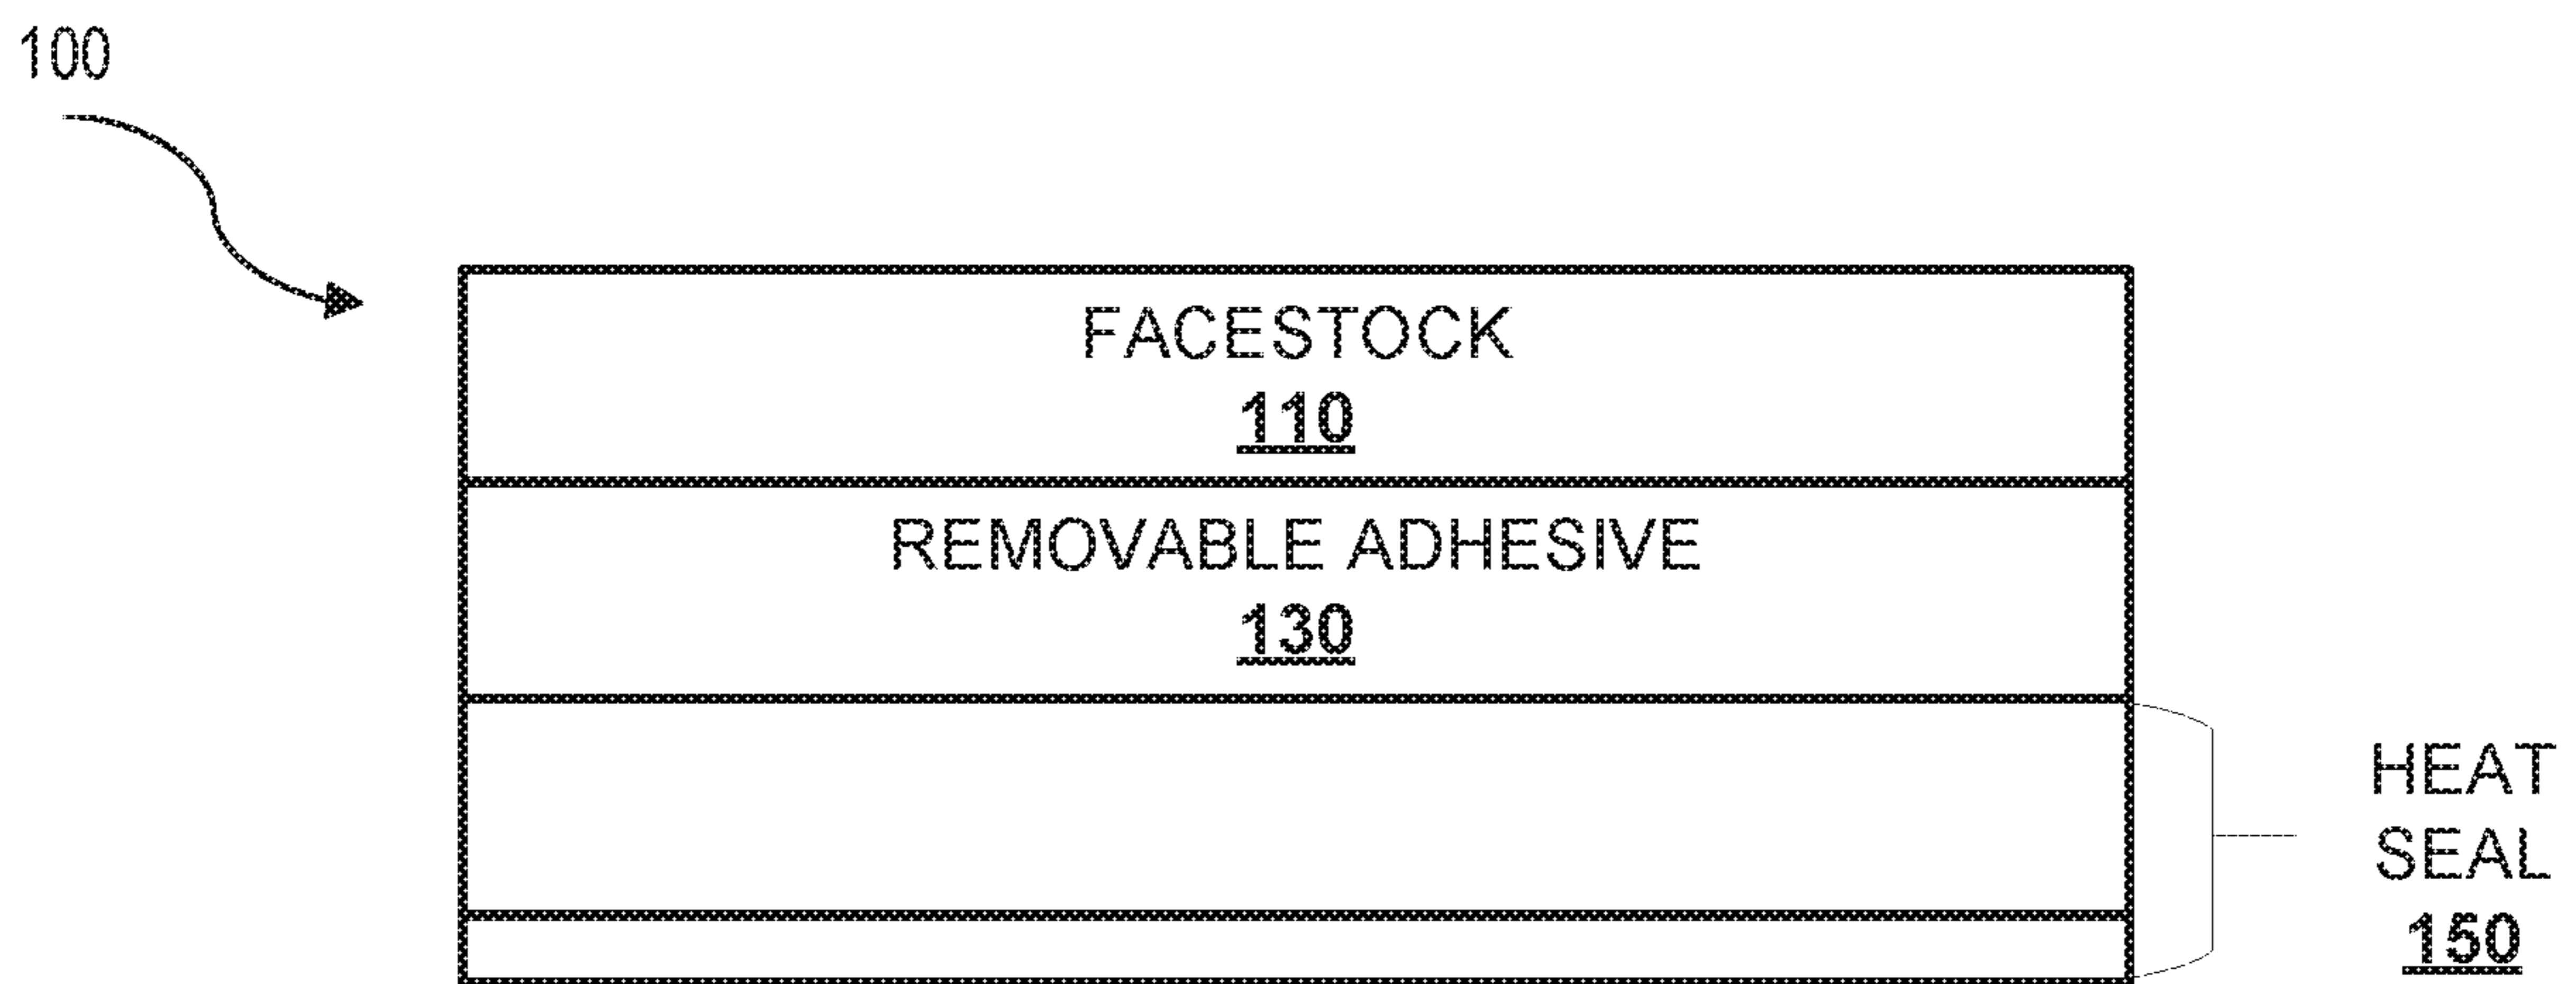 100
FACESTOCK
110
REMOVABLE ADHESIVE
130
HEAT
SEAL
150